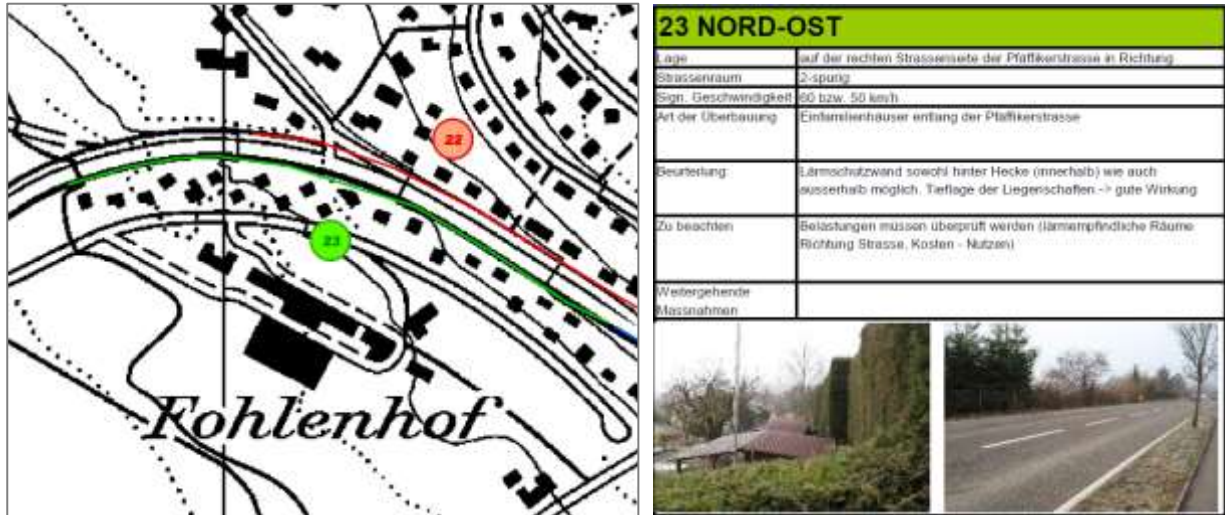 22
23
Fohlenhof
23 NORD-OST
Lage
auf der rechten Strassenseite der Pfäffikerstrasse in Richtung
Strassenraum
2-spurig
Sign. Geschwindigkeit
60 bzw. 50 km/h
Art der Überbauung
Einfamilienhäuser entlang der Pfäffikerstrasse
Beurteilung:
Lärmschutzwand sowohl hinter Hecke (innerhalb) wie auch
ausserhalb möglich. Tieflage der Liegenschaften -> gute Wirkung
Zu beachten
Belastungen müssen überprüft werden (lärmempfindliche Räume
Richtung Strasse, Kosten - Nutzen)
Weitergehende
Massnahmen